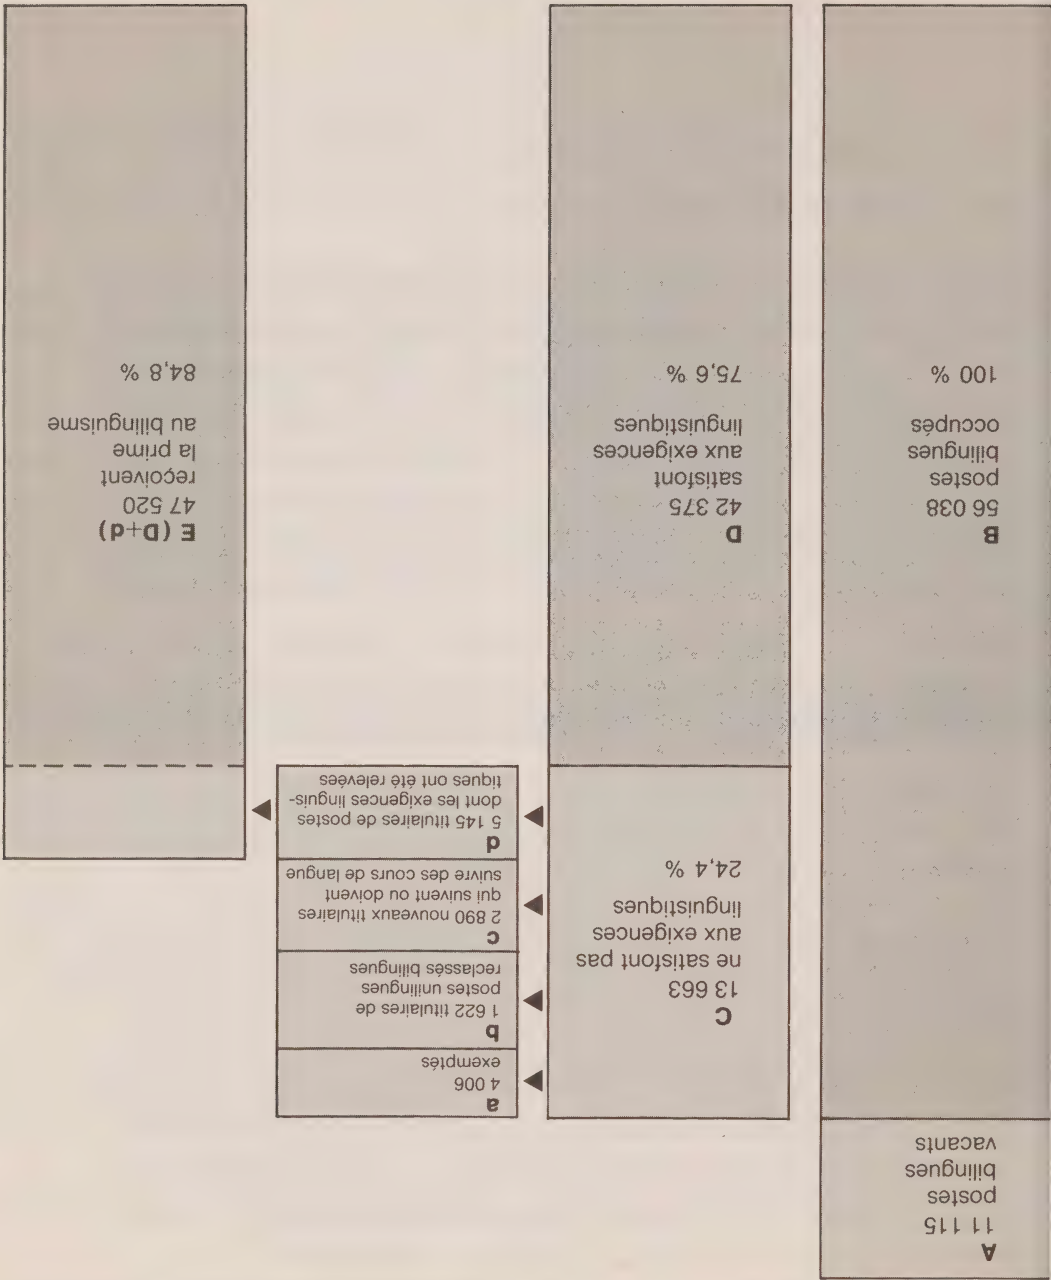 A
11 115
postes
bilingues
vacants
B
56 038
postes
bilingues
occupés
100 %
C
13 663
ne satisfont pas
aux exigences
linguistiques
24,4 %
D
42 375
satisfont
aux exigences
linguistiques
75,6 %
a
4 006
exemptés
b
1 622 titulaires de
postes unilingues
reclassés bilingues
c
2 890 nouveaux titulaires
qui suivent ou doivent
suivre des cours de langue
d
5 145 titulaires de postes
dont les exigences linguis-
tiques ont été relevées
E (D+d)
47 520
reçoivent
la prime
au bilinguisme
84,8 %